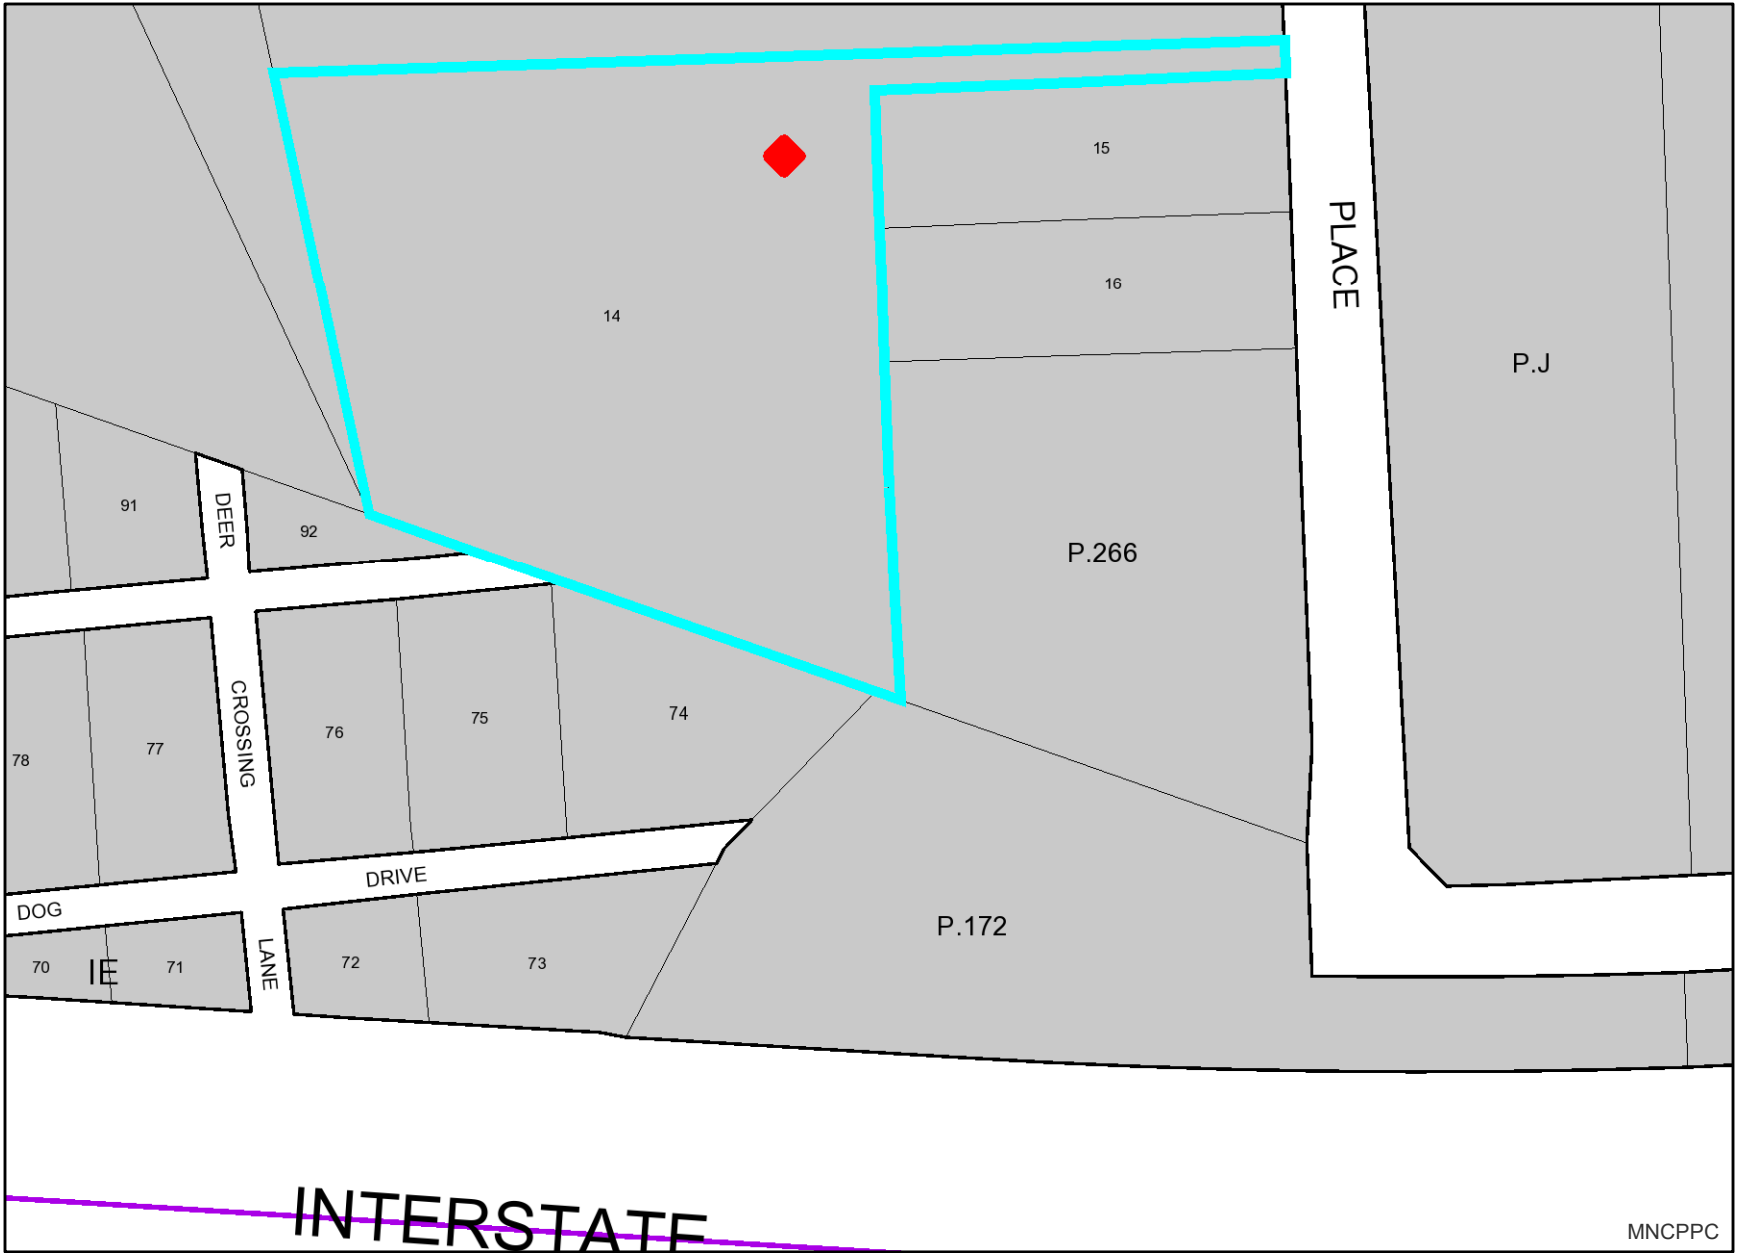 15
PLACE
16
14
P.J
91
DEER
92
P.266
CROSSING
74
75
76
77
78
DRIVE
DOG
P.172
LANE
72
73
70
IE
71
INTERSTATE
MNCPPC